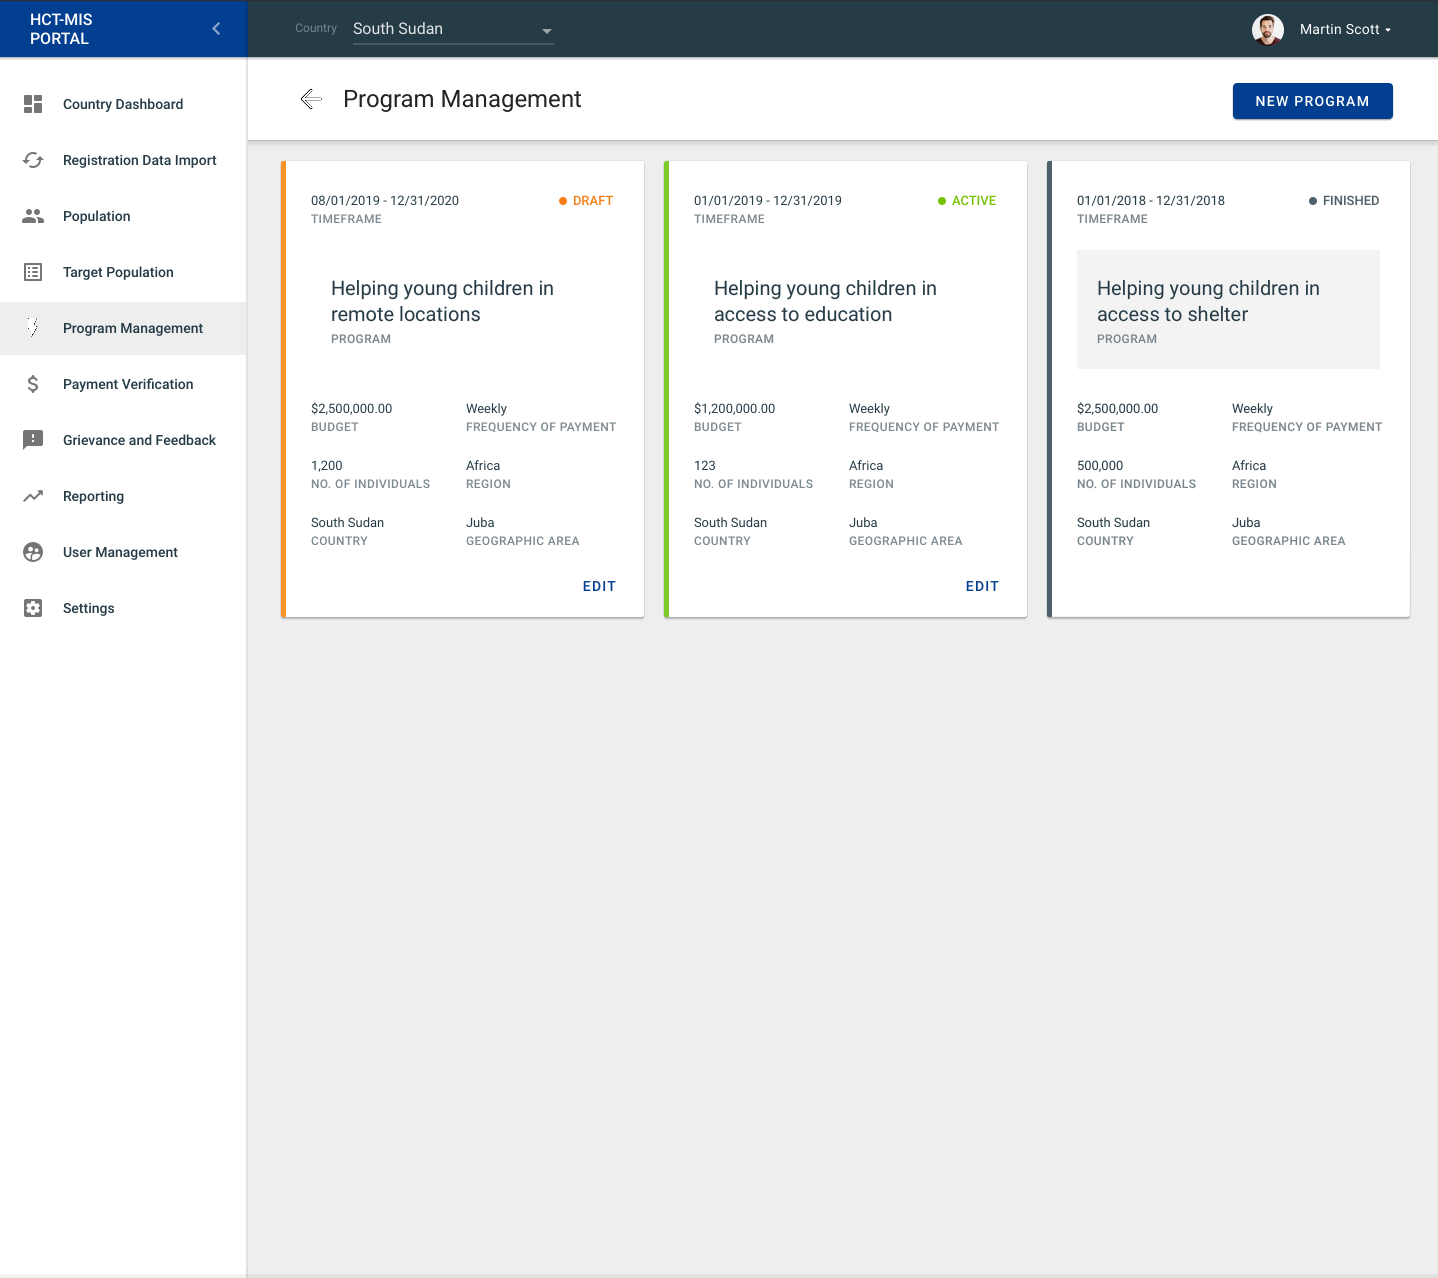 HCT-MIS
PORTAL
Country
South Sudan
Martin Scott
Country Dashboard
Registration Data Import
Population
Target Population
Program Management
Payment Verification
Grievance and Feedback
Reporting
User Management
Settings
Program Management
NEW PROGRAM
08/01/2019 - 12/31/2020
DRAFT
TIMEFRAME
Helping young children in
remote locations
PROGRAM
$2,500,000.00
Weekly
BUDGET
FREQUENCY OF PAYMENT
1,200
Africa
NO. OF INDIVIDUALS
REGION
South Sudan
Juba
COUNTRY
GEOGRAPHIC AREA
EDIT
01/01/2019 - 12/31/2019
ACTIVE
TIMEFRAME
Helping young children in
access to education
PROGRAM
$1,200,000.00
Weekly
BUDGET
FREQUENCY OF PAYMENT
123
Africa
NO. OF INDIVIDUALS
REGION
South Sudan
Juba
COUNTRY
GEOGRAPHIC AREA
EDIT
01/01/2018 - 12/31/2018
FINISHED
TIMEFRAME
Helping young children in
access to shelter
PROGRAM
$2,500,000.00
Weekly
BUDGET
FREQUENCY OF PAYMENT
500,000
Africa
NO. OF INDIVIDUALS
REGION
South Sudan
Juba
COUNTRY
GEOGRAPHIC AREA